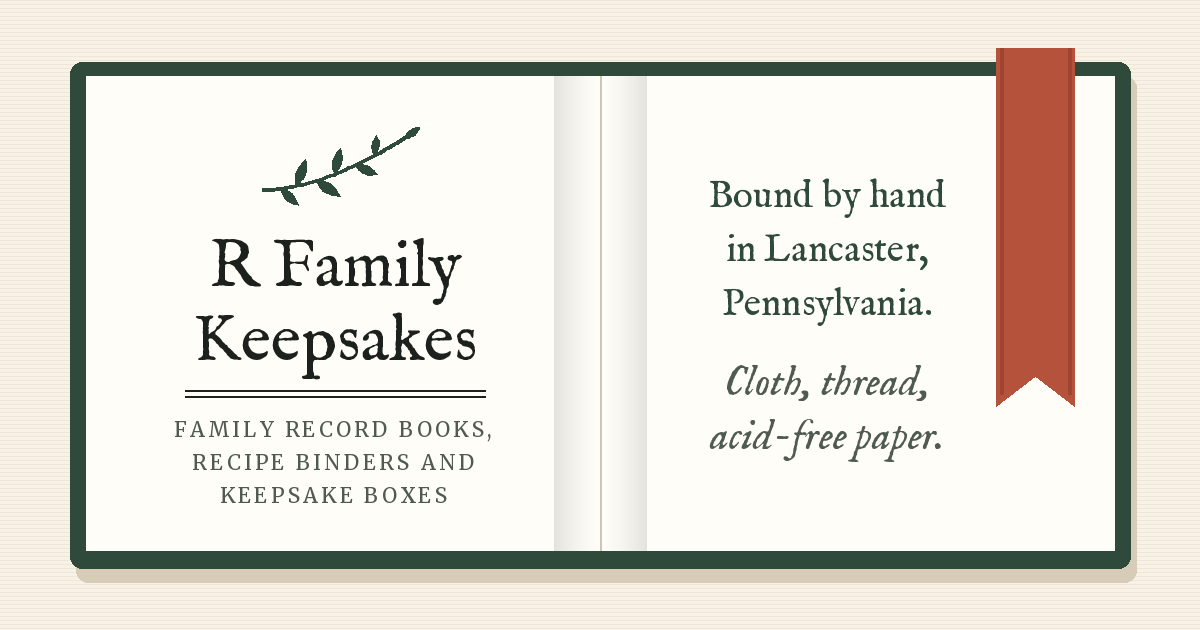 R Family
Keepsakes
FAMILY RECORD BOOKS,
RECIPE BINDERS AND
KEEPSAKE BOXES
Bound by hand
in Lancaster,
Pennsylvania.
Cloth, thread,
acid-free paper.